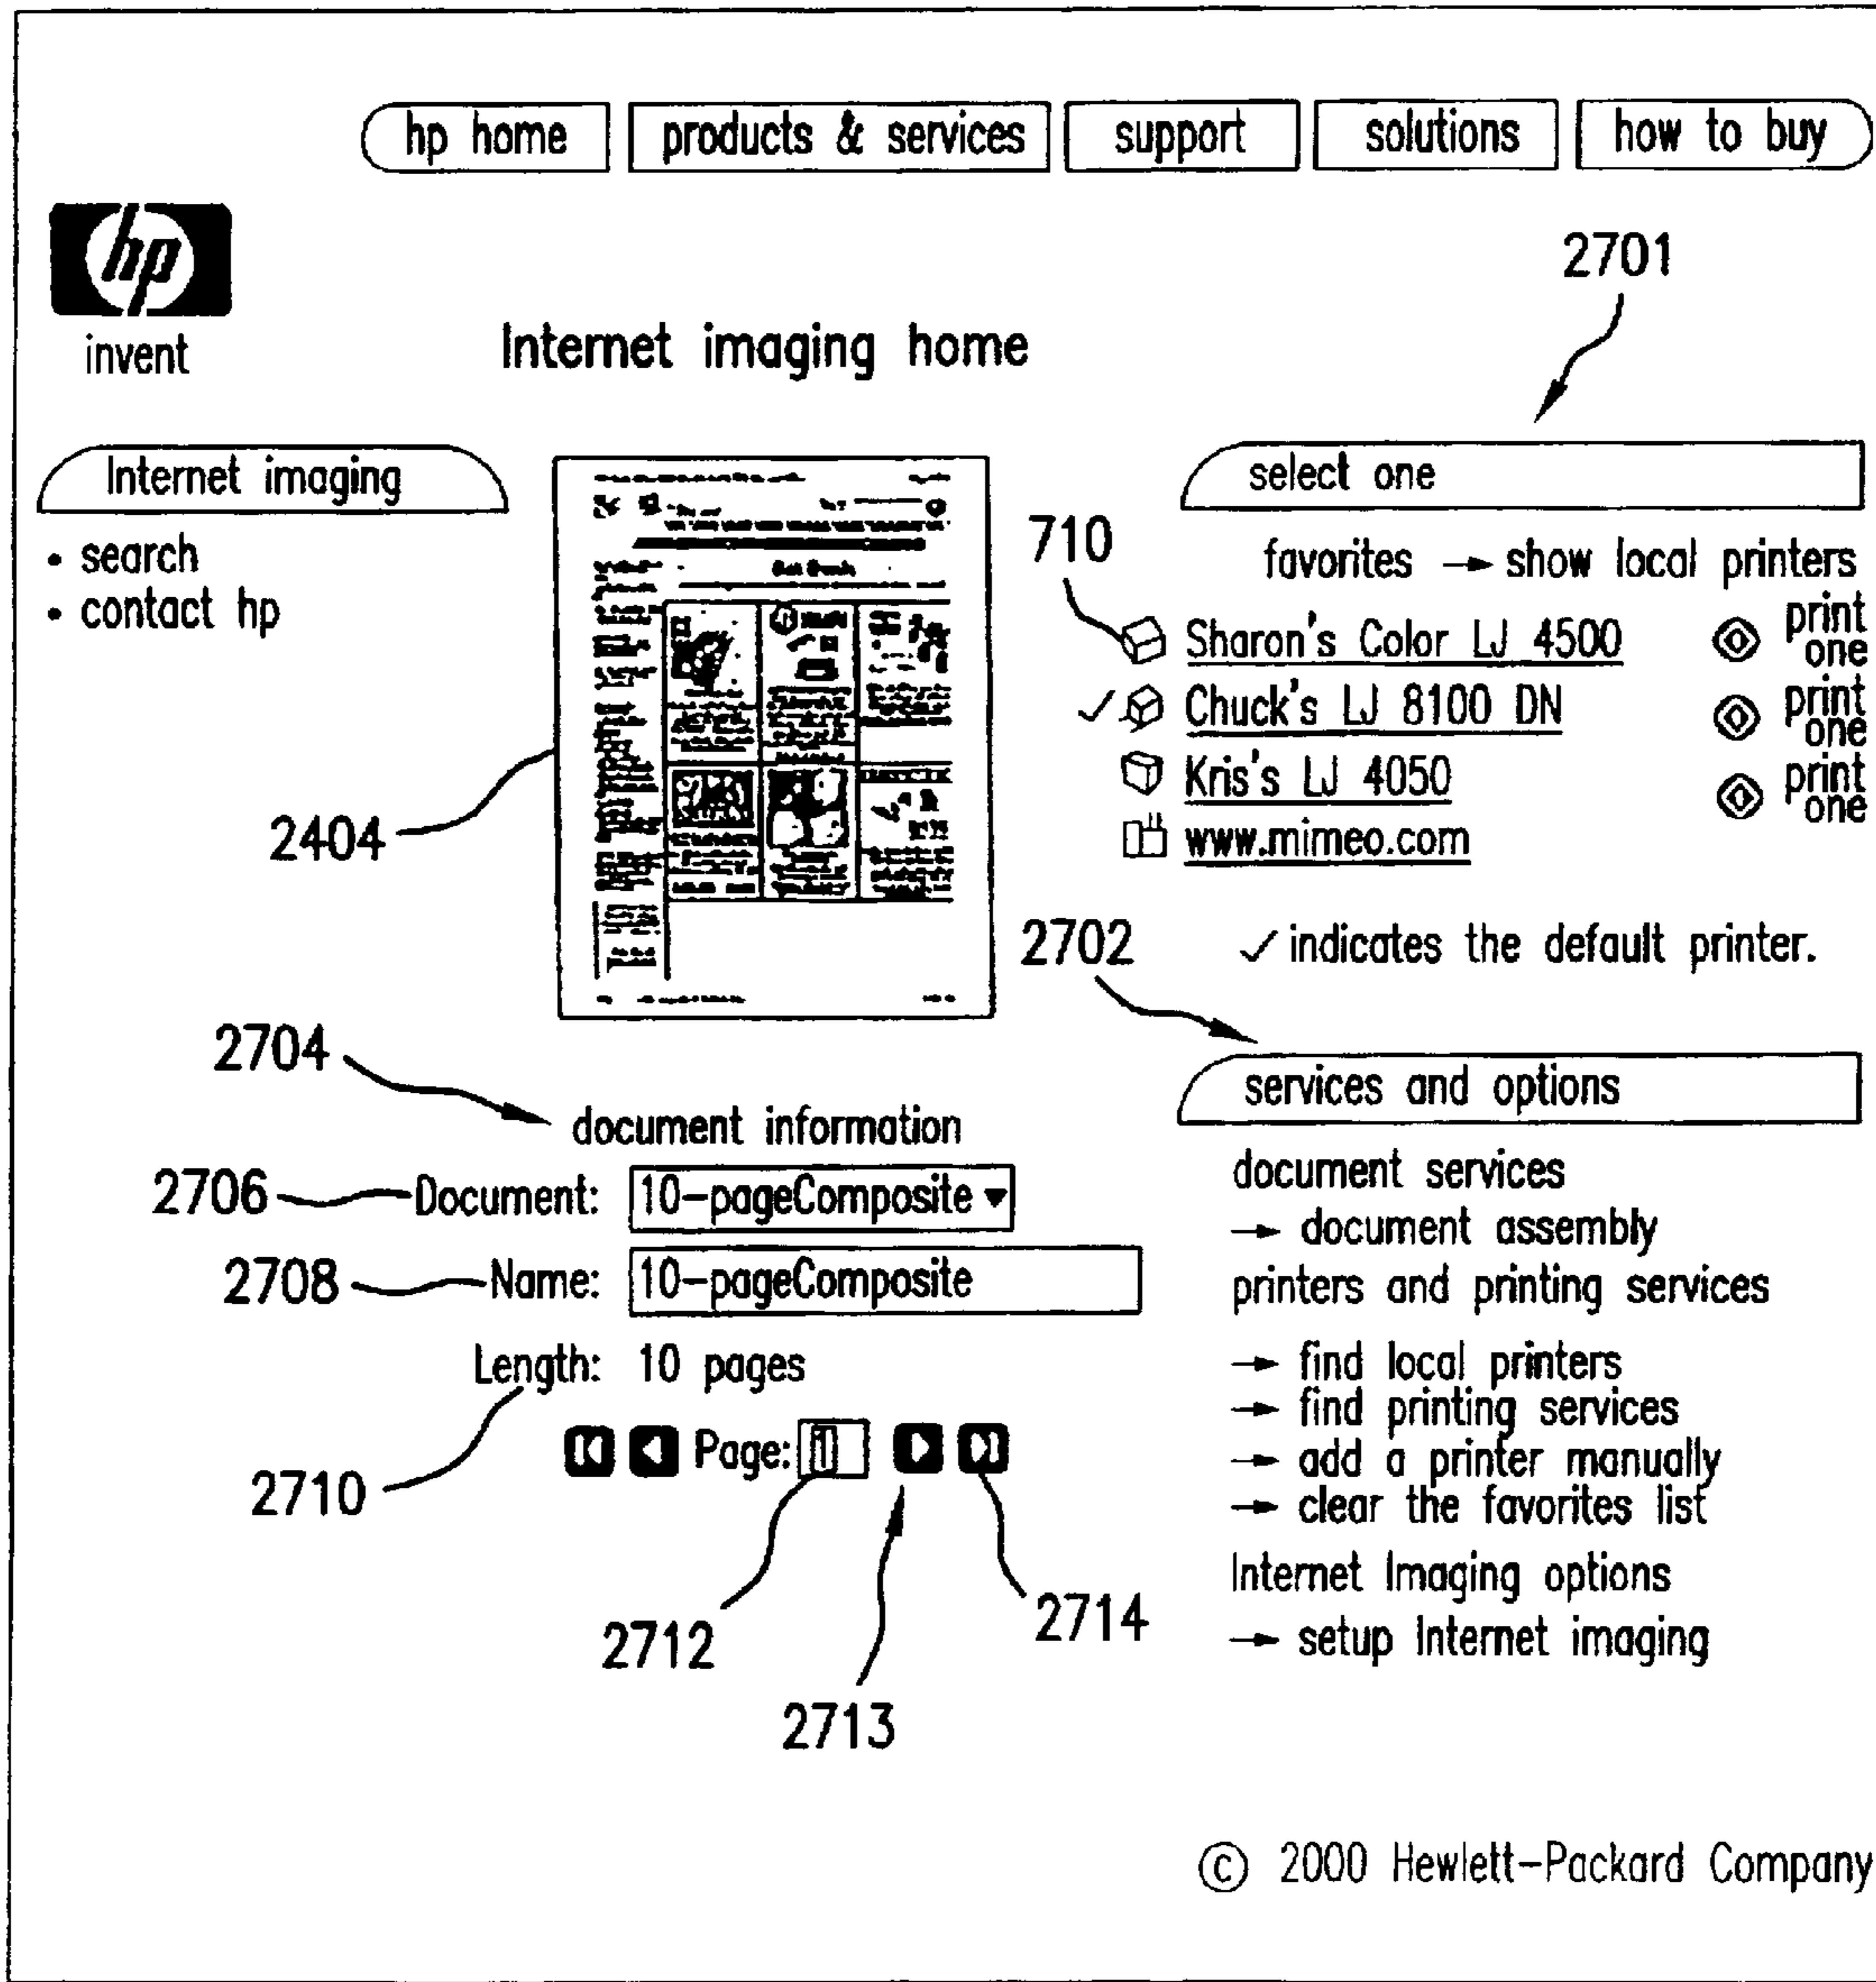 hp home products & services support solutions how to buy
hp
invent
Internet imaging home
2701
Internet imaging
• search
• contact hp
2404
select one
710
favorites → show local printers
Sharon's Color LJ 4500 print one
✓ Chuck's LJ 8100 DN print one
Kris's LJ 4050 print one
www.mimeo.com
✓ indicates the default printer.
2702
2704
document information
2706 Document: 10-pageComposite
2708 Name: 10-pageComposite
Length: 10 pages
2710
Page: 1
2712
2713
2714
services and options
document services
→ document assembly
printers and printing services
→ find local printers
→ find printing services
→ add a printer manually
→ clear the favorites list
Internet Imaging options
→ setup Internet imaging
© 2000 Hewlett-Packard Company